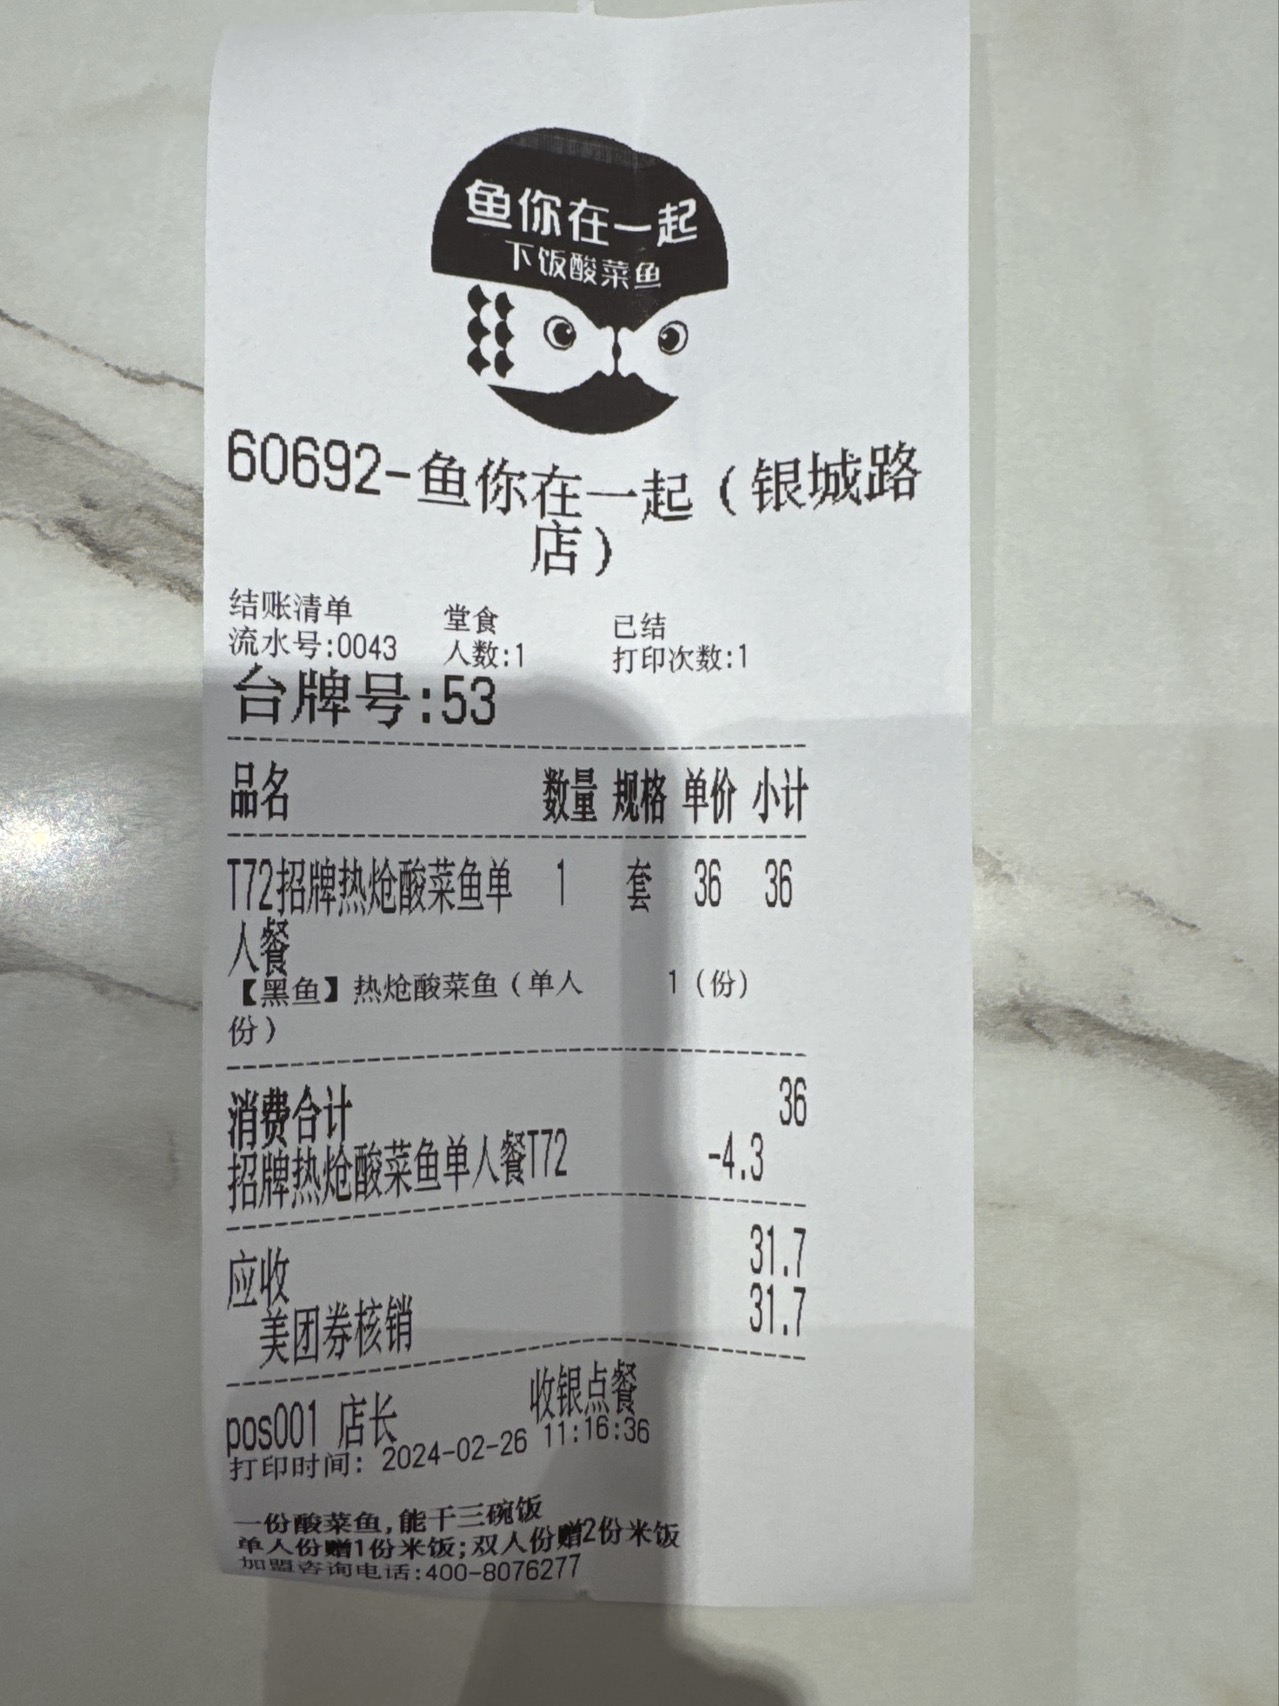 鱼你在一起
下饭酸菜鱼
60692-鱼你在一起（银城路
店）
结账清单 堂食 已结
流水号:0043 人数:1 打印次数:1
台牌号:53
品名 数量 规格 单价 小计
T72招牌热炝酸菜鱼单 1 套 36 36
人餐
【黑鱼】热炝酸菜鱼（单人 1（份）
份）
消费合计 36
招牌热炝酸菜鱼单人餐T72 -4.3
应收 31.7
美团券核销 31.7
pos001 店长 收银点餐
打印时间: 2024-02-26 11:16:36
一份酸菜鱼,能干三碗饭
单人份赠1份米饭;双人份赠2份米饭
加盟咨询电话:400-8076277